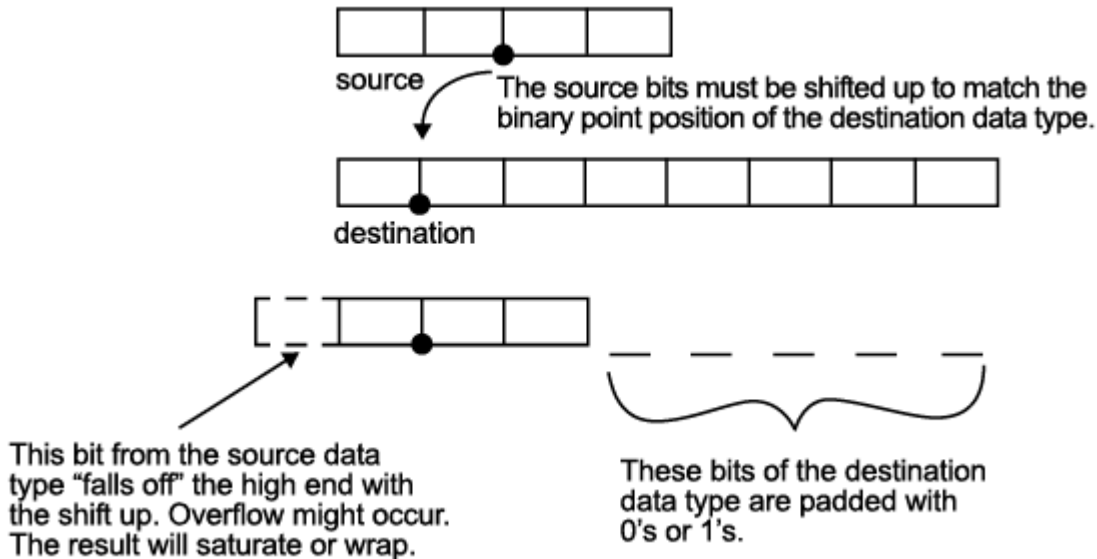 source
The source bits must be shifted up to match the
binary point position of the destination data type.
destination
This bit from the source data
type “falls off” the high end with
the shift up. Overflow might occur.
The result will saturate or wrap.
These bits of the destination
data type are padded with
0's or 1's.